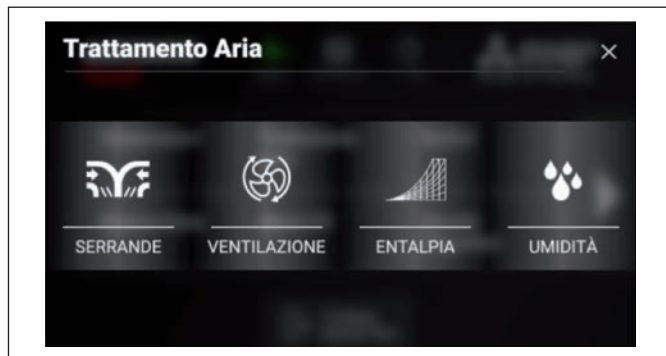 Trattamento Aria
SERRANDE
VENTILAZIONE
ENTALPIA
UMIDITÀ